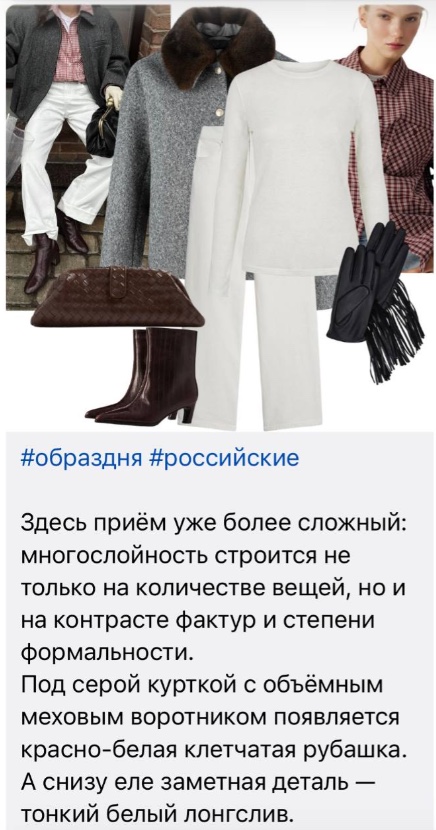 #образдня #российские
Здесь приём уже более сложный:
многослойность строится не
только на количестве вещей, но и
на контрасте фактур и степени
формальности.
Под серой курткой с объёмным
меховым воротником появляется
красно-белая клетчатая рубашка.
А снизу еле заметная деталь —
тонкий белый лонгслив.